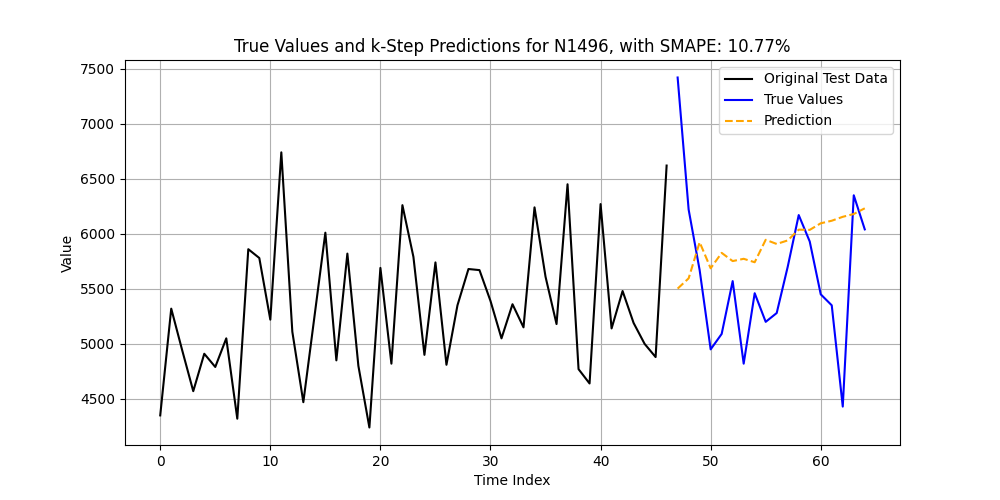 True Values and k-Step Predictions for N1496, with SMAPE: 10.77%
Original Test Data
True Values
Prediction
Value
7500
7000
6500
6000
5500
5000
4500
0 10 20 30 40 50 60
Time Index